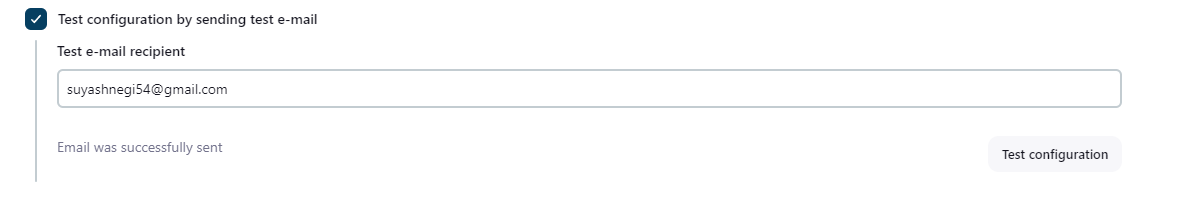 Test configuration by sending test e-mail
Test e-mail recipient
suyashnegi54@gmail.com
Email was successfully sent
Test configuration